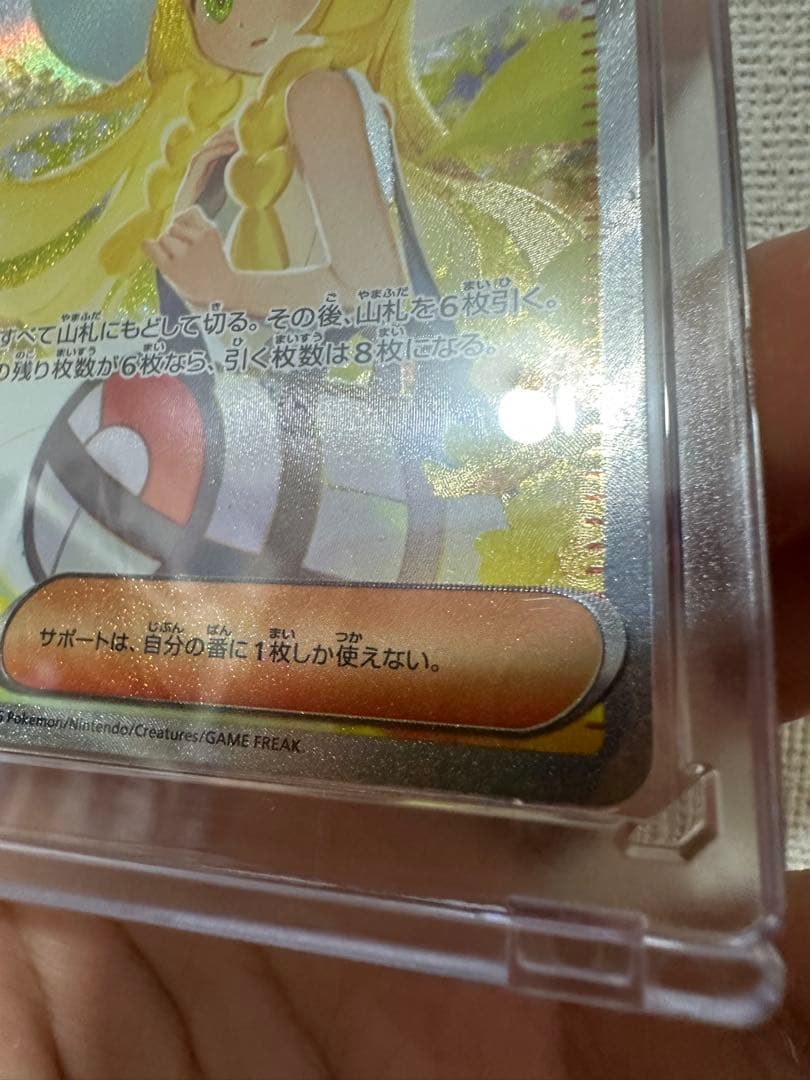 すべて山札にもどして切る。その後、山札を6枚引く。
の残り枚数が6枚なら、引く枚数は8枚になる。
サポートは、自分の番に1枚しか使えない。
Pokémon/Nintendo/Creatures/GAME FREAK